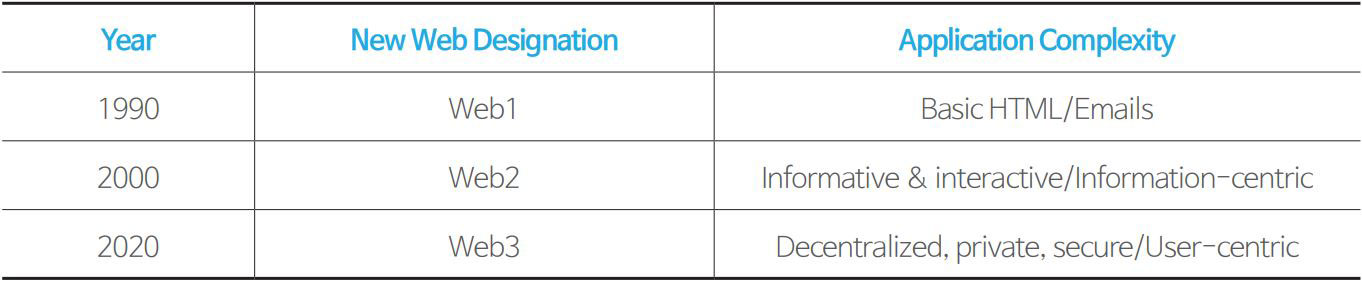 Year New Web Designation Application Complexity
1990 Web1 Basic HTML/Emails
2000 Web2 Informative & interactive/Information-centric
2020 Web3 Decentralized, private, secure/User-centric